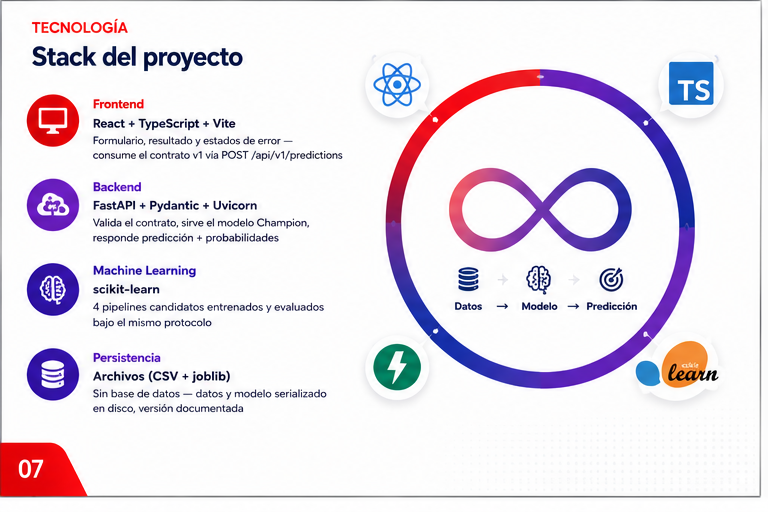 TECNOLOGÍA
Stack del proyecto
Frontend
React + TypeScript + Vite
Formulario, resultado y estados de error —
consume el contrato v1 vía POST /api/v1/predictions
Backend
FastAPI + Pydantic + Uvicorn
Valida el contrato, sirve el modelo Champion,
responde predicción + probabilidades
Machine Learning
scikit-learn
4 pipelines candidatos entrenados y evaluados
bajo el mismo protocolo
Persistencia
Archivos (CSV + joblib)
Sin base de datos — datos y modelo serializado
en disco, versión documentada
TS
Datos → Modelo → Predicción
learn
07